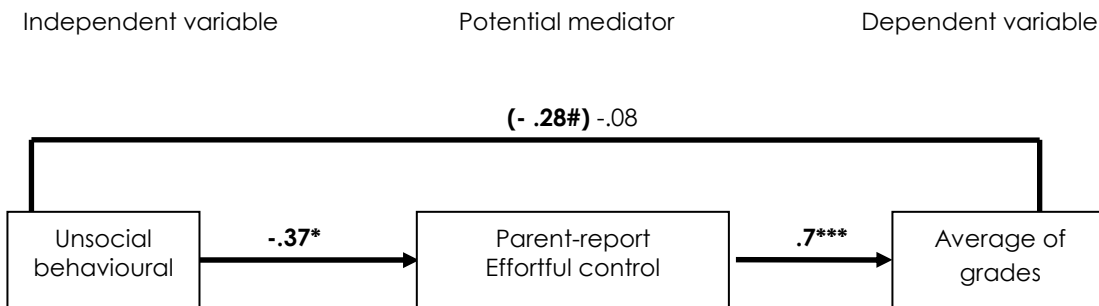 Independent variable Potential mediator Dependent variable
(- .28#) -.08
Unsocial
behavioural
-.37*
Parent-report
Effortful control
.7***
Average of
grades